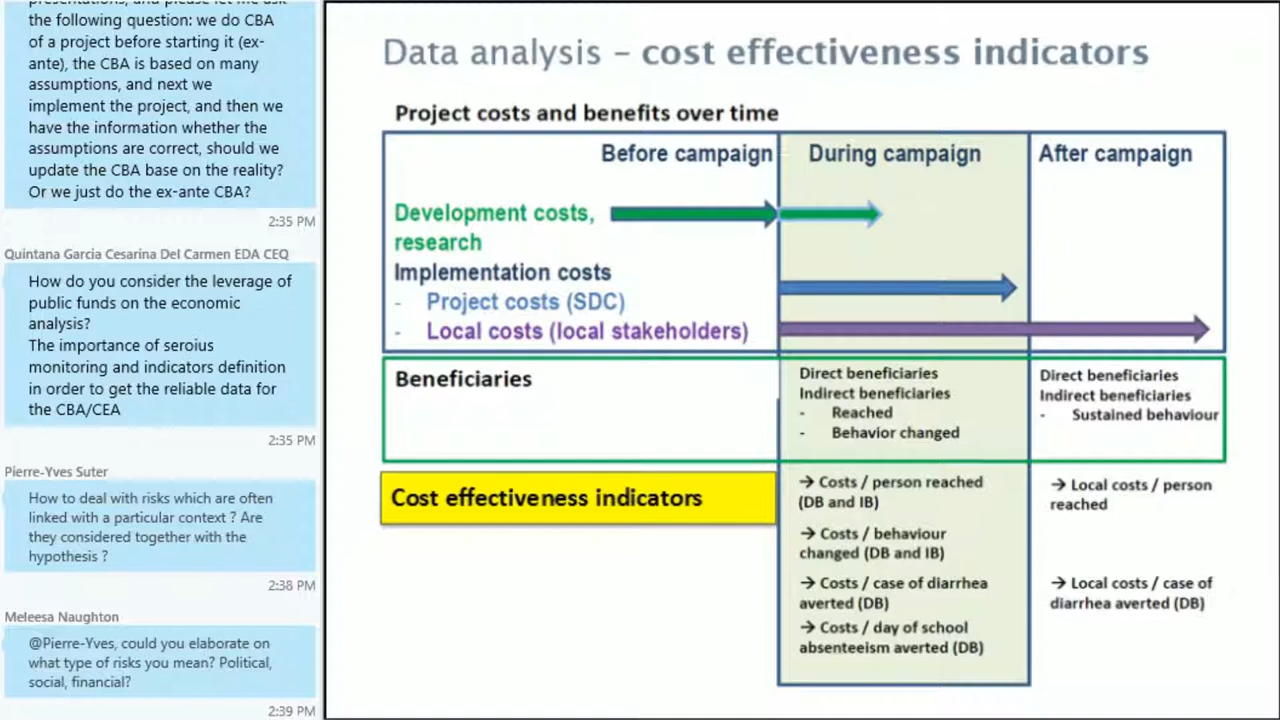 presentations, and please let me ask
the following question: we do CBA
of a project before starting it (ex-
ante), the CBA is based on many
assumptions, and next we
implement the project, and then we
have the information whether the
assumptions are correct, should we
update the CBA base on the reality?
Or we just do the ex-ante CBA?
2:35 PM
Quintana Garcia Cesarina Del Carmen EDA CEQ
How do you consider the leverage of
public funds on the economic
analysis?
The importance of seroius
monitoring and indicators definition
in order to get the reliable data for
the CBA/CEA
2:35 PM
Pierre-Yves Suter
How to deal with risks which are often
linked with a particular context ? Are
they considered together with the
hypothesis ?
2:38 PM
Meleesa Naughton
@Pierre-Yves, could you elaborate on
what type of risks you mean? Political,
social, financial?
2:39 PM
Data analysis – cost effectiveness indicators
Project costs and benefits over time
Before campaign
During campaign
After campaign
Development costs,
research
Implementation costs
- Project costs (SDC)
- Local costs (local stakeholders)
Beneficiaries
Direct beneficiaries
Indirect beneficiaries
- Reached
- Behavior changed
Direct beneficiaries
Indirect beneficiaries
- Sustained behaviour
Cost effectiveness indicators
→ Costs / person reached
(DB and IB)
→ Costs / behaviour
changed (DB and IB)
→ Costs / case of diarrhea
averted (DB)
→ Costs / day of school
absenteeism averted (DB)
→ Local costs / person
reached
→ Local costs / case of
diarrhea averted (DB)